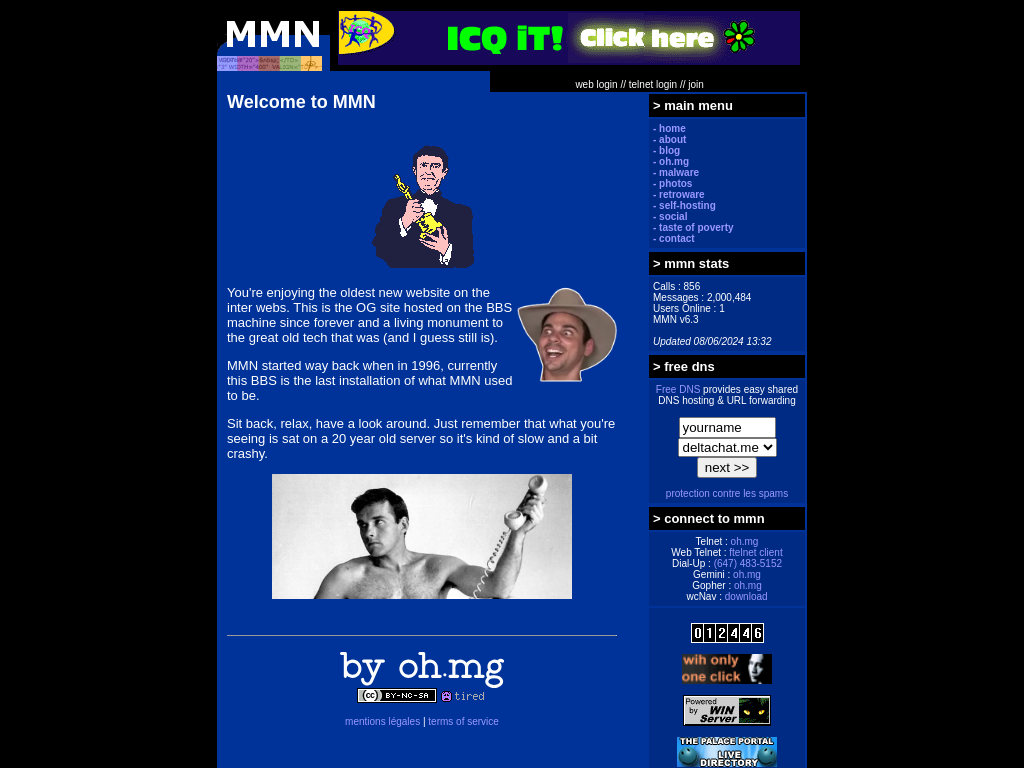 MMN
ICQ iT!
Click here
web login // telnet login // join
Welcome to MMN
You're enjoying the oldest new website on the
inter webs. This is the OG site hosted on the BBS
machine since forever and a living monument to
the great old tech that was (and I guess still is).
MMN started way back when in 1996, currently
this BBS is the last installation of what MMN used
to be.
Sit back, relax, have a look around. Just remember that what you're
seeing is sat on a 20 year old server so it's kind of slow and a bit
crashy.
by oh.mg
(cc) BY-NC-SA
tired
mentions légales | terms of service
> main menu
- home
- about
- blog
- oh.mg
- malware
- photos
- retroware
- self-hosting
- social
- taste of poverty
- contact
> mmn stats
Calls : 856
Messages : 2,000,484
Users Online : 1
MMN v6.3
Updated 08/06/2024 13:32
> free dns
Free DNS provides easy shared
DNS hosting & URL forwarding
yourname
deltachat.me
next >>
protection contre les spams
> connect to mmn
Telnet : oh.mg
Web Telnet : ftelnet client
Dial-Up : (647) 483-5152
Gemini : oh.mg
Gopher : oh.mg
wcNav : download
012446
wih only
one click
Powered
by WIN
Server
THE PALACE PORTAL
LIVE
DIRECTORY